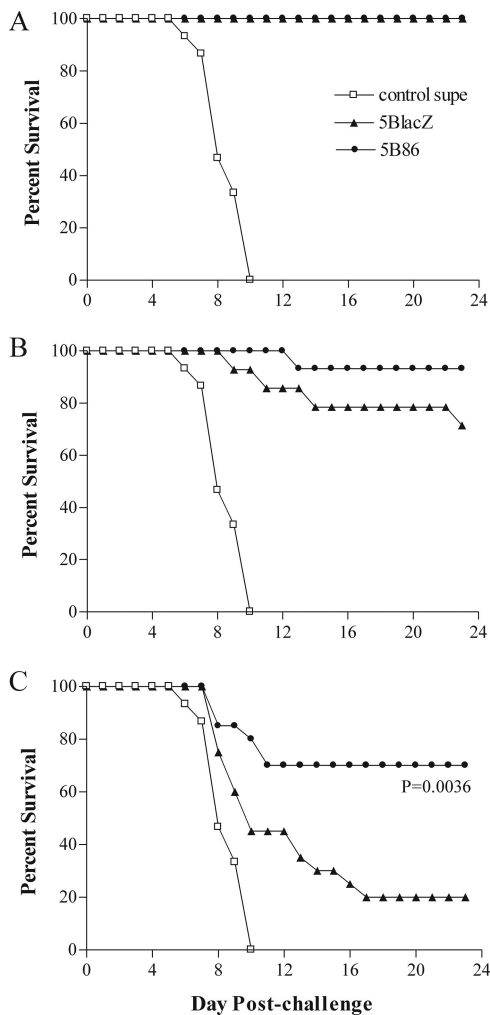 A
100
80
60
40
20
0
Percent Survival
control supe
5BlacZ
5B86
0 4 8 12 16 20 24
B
100
80
60
40
20
0
Percent Survival
0 4 8 12 16 20 24
C
100
80
60
40
20
0
Percent Survival
P=0.0036
0 4 8 12 16 20 24
Day Post-challenge